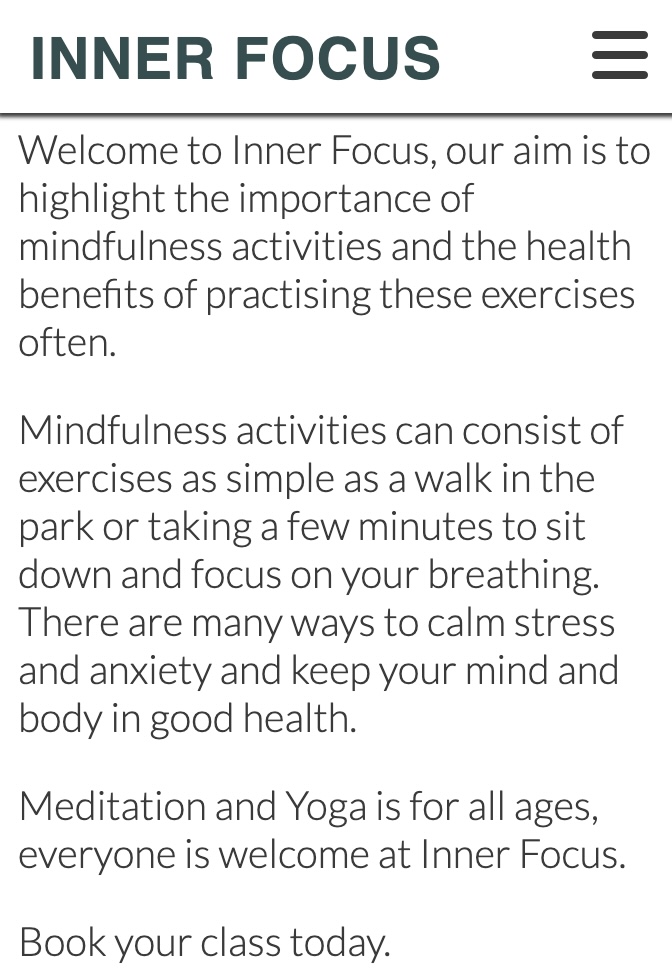 INNER FOCUS
Welcome to Inner Focus, our aim is to
highlight the importance of
mindfulness activities and the health
benefits of practising these exercises
often.
Mindfulness activities can consist of
exercises as simple as a walk in the
park or taking a few minutes to sit
down and focus on your breathing.
There are many ways to calm stress
and anxiety and keep your mind and
body in good health.
Meditation and Yoga is for all ages,
everyone is welcome at Inner Focus.
Book your class today.